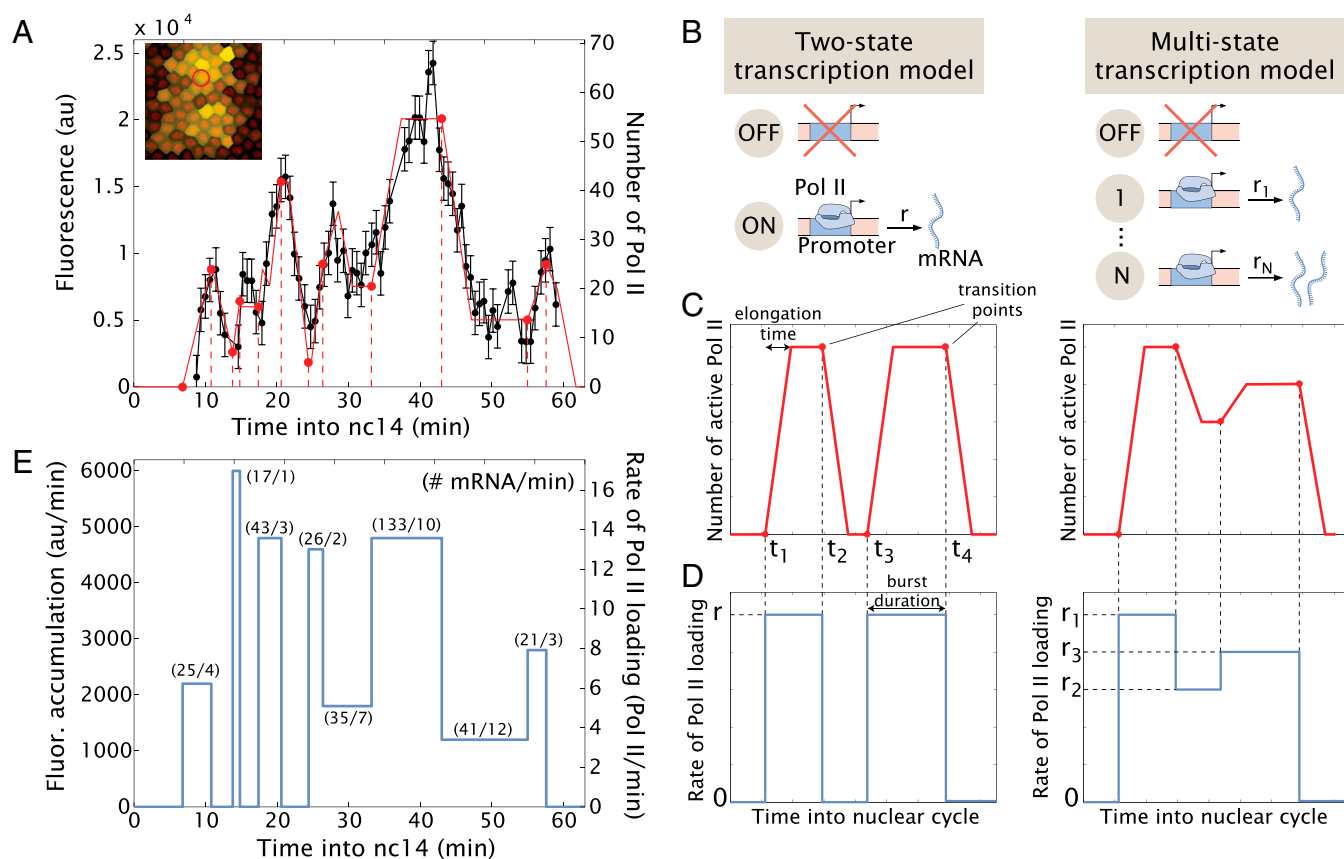 A
× 10⁴
2.5
2
1.5
1
0.5
0
Fluorescence (au)
70
60
50
40
30
20
10
0
Number of Pol II
10 20 30 40 50 60
Time into nc14 (min)
B
Two-state
transcription model
OFF
ON
Pol II
Promoter
r
mRNA
Multi-state
transcription model
OFF
1
r1
N
rN
C
elongation
time
transition
points
Number of active Pol II
t1 t2 t3 t4
Number of active Pol II
D
burst
duration
r
0
Rate of Pol II loading
Time into nuclear cycle
r1
r3
r2
0
Rate of Pol II loading
Time into nuclear cycle
E
6000
5000
4000
3000
2000
1000
0
Fluor. accumulation (au/min)
(# mRNA/min)
(25/4)
(17/1)
(43/3)
(26/2)
(35/7)
(133/10)
(41/12)
(21/3)
16
14
12
10
8
6
4
2
0
Rate of Pol II loading (Pol II/min)
0 10 20 30 40 50 60
Time into nc14 (min)